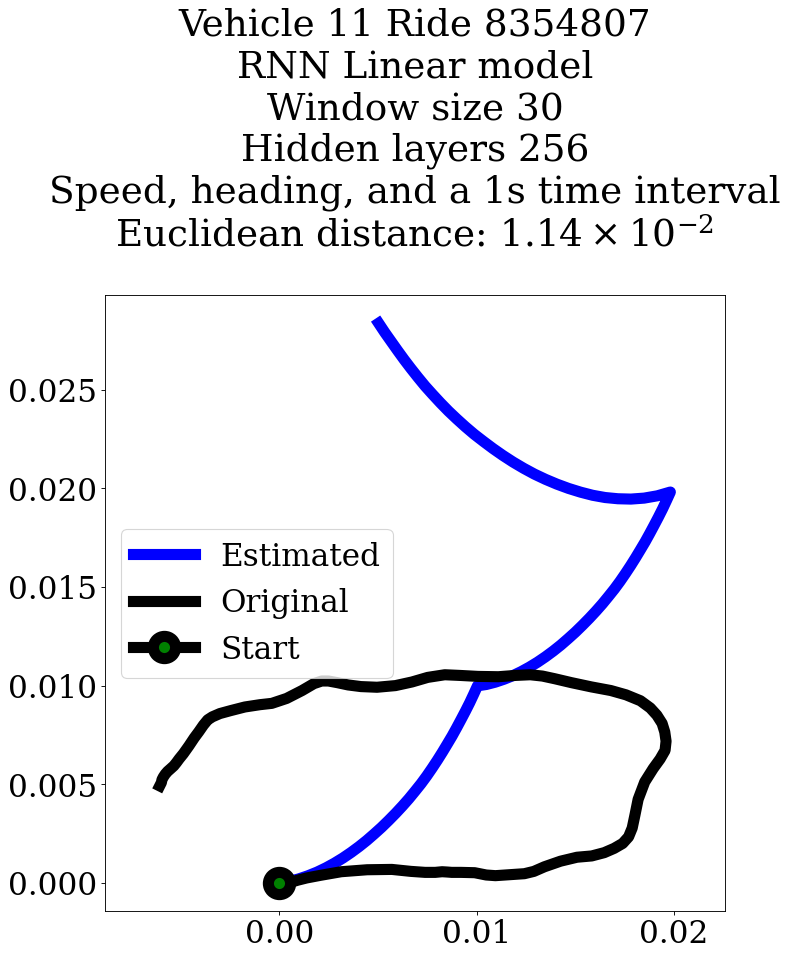 Vehicle 11 Ride 8354807
RNN Linear model
Window size 30
Hidden layers 256
Speed, heading, and a 1s time interval
Euclidean distance: 1.14 × 10⁻²
0.025
0.020
0.015
0.010
0.005
0.000
Estimated
Original
Start
0.00 0.01 0.02